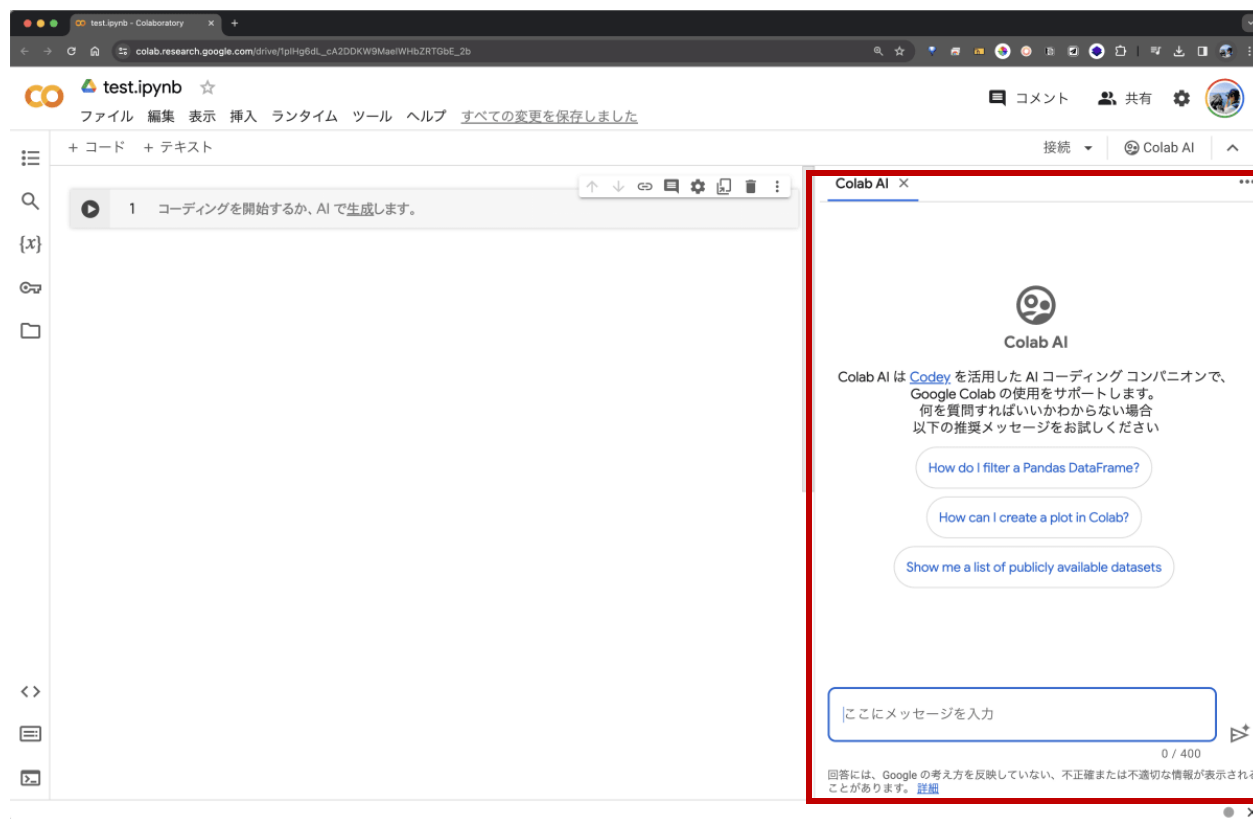 test.ipynb - Colaboratory
colab.research.google.com/drive/1plHg6dL_cA2DDKW9MaelWHbZRTGbE_2b
test.ipynb
コメント 共有
ファイル 編集 表示 挿入 ランタイム ツール ヘルプ すべての変更を保存しました
+ コード + テキスト 接続 Colab AI
Colab AI
1 コーディングを開始するか、AI で生成します。
{x}
Colab AI
Colab AI は Codey を活用した AI コーディング コンパニオンで、
Google Colab の使用をサポートします。
何を質問すればいいかわからない場合
以下の推奨メッセージをお試しください
How do I filter a Pandas DataFrame?
How can I create a plot in Colab?
Show me a list of publicly available datasets
ここにメッセージを入力
0 / 400
回答には、Google の考え方を反映していない、不正確または不適切な情報が表示される
ことがあります。 詳細